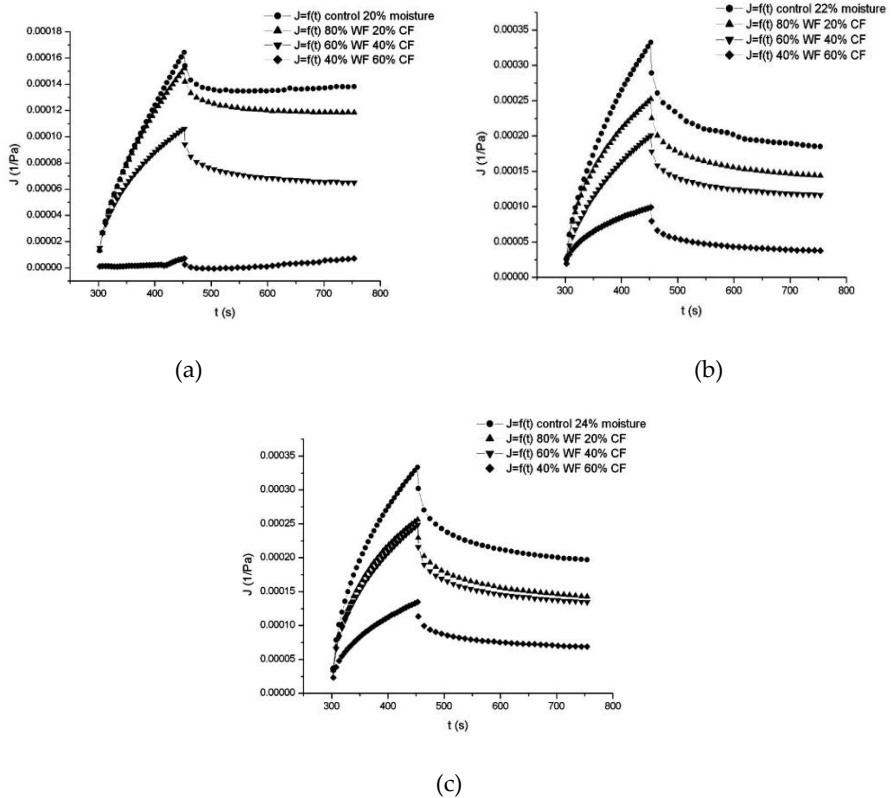 J=f(t) control 20% moisture
J=f(t) 80% WF 20% CF
J=f(t) 60% WF 40% CF
J=f(t) 40% WF 60% CF
0.00018
0.00016
0.00014
0.00012
0.00010
0.00008
0.00006
0.00004
0.00002
0.00000
J (1/Pa)
300 400 500 600 700 800
t (s)
(a)
J=f(t) control 22% moisture
J=f(t) 80% WF 20% CF
J=f(t) 60% WF 40% CF
J=f(t) 40% WF 60% CF
0.00035
0.00030
0.00025
0.00020
0.00015
0.00010
0.00005
0.00000
J (1/Pa)
300 400 500 600 700 800
t (s)
(b)
J=f(t) control 24% moisture
J=f(t) 80% WF 20% CF
J=f(t) 60% WF 40% CF
J=f(t) 40% WF 60% CF
0.00035
0.00030
0.00025
0.00020
0.00015
0.00010
0.00005
0.00000
J (1/Pa)
300 400 500 600 700 800
t (s)
(c)